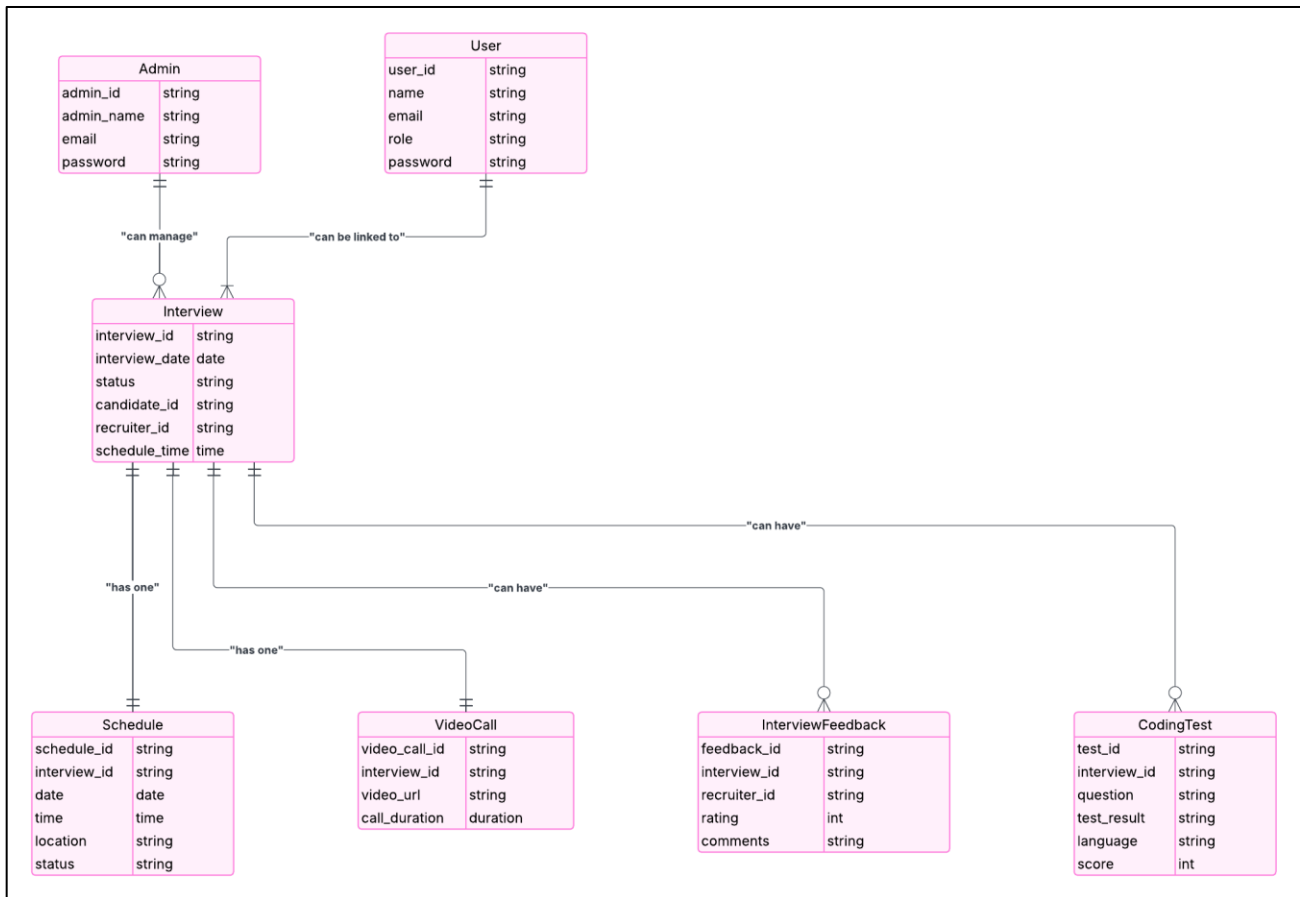 Admin
admin_id string
admin_name string
email string
password string
User
user_id string
name string
email string
role string
password string
"can manage"
"can be linked to"
Interview
interview_id string
interview_date date
status string
candidate_id string
recruiter_id string
schedule_time time
"can have"
"has one"
"can have"
"has one"
Schedule
schedule_id string
interview_id string
date date
time time
location string
status string
VideoCall
video_call_id string
interview_id string
video_url string
call_duration duration
InterviewFeedback
feedback_id string
interview_id string
recruiter_id string
rating int
comments string
CodingTest
test_id string
interview_id string
question string
test_result string
language string
score int